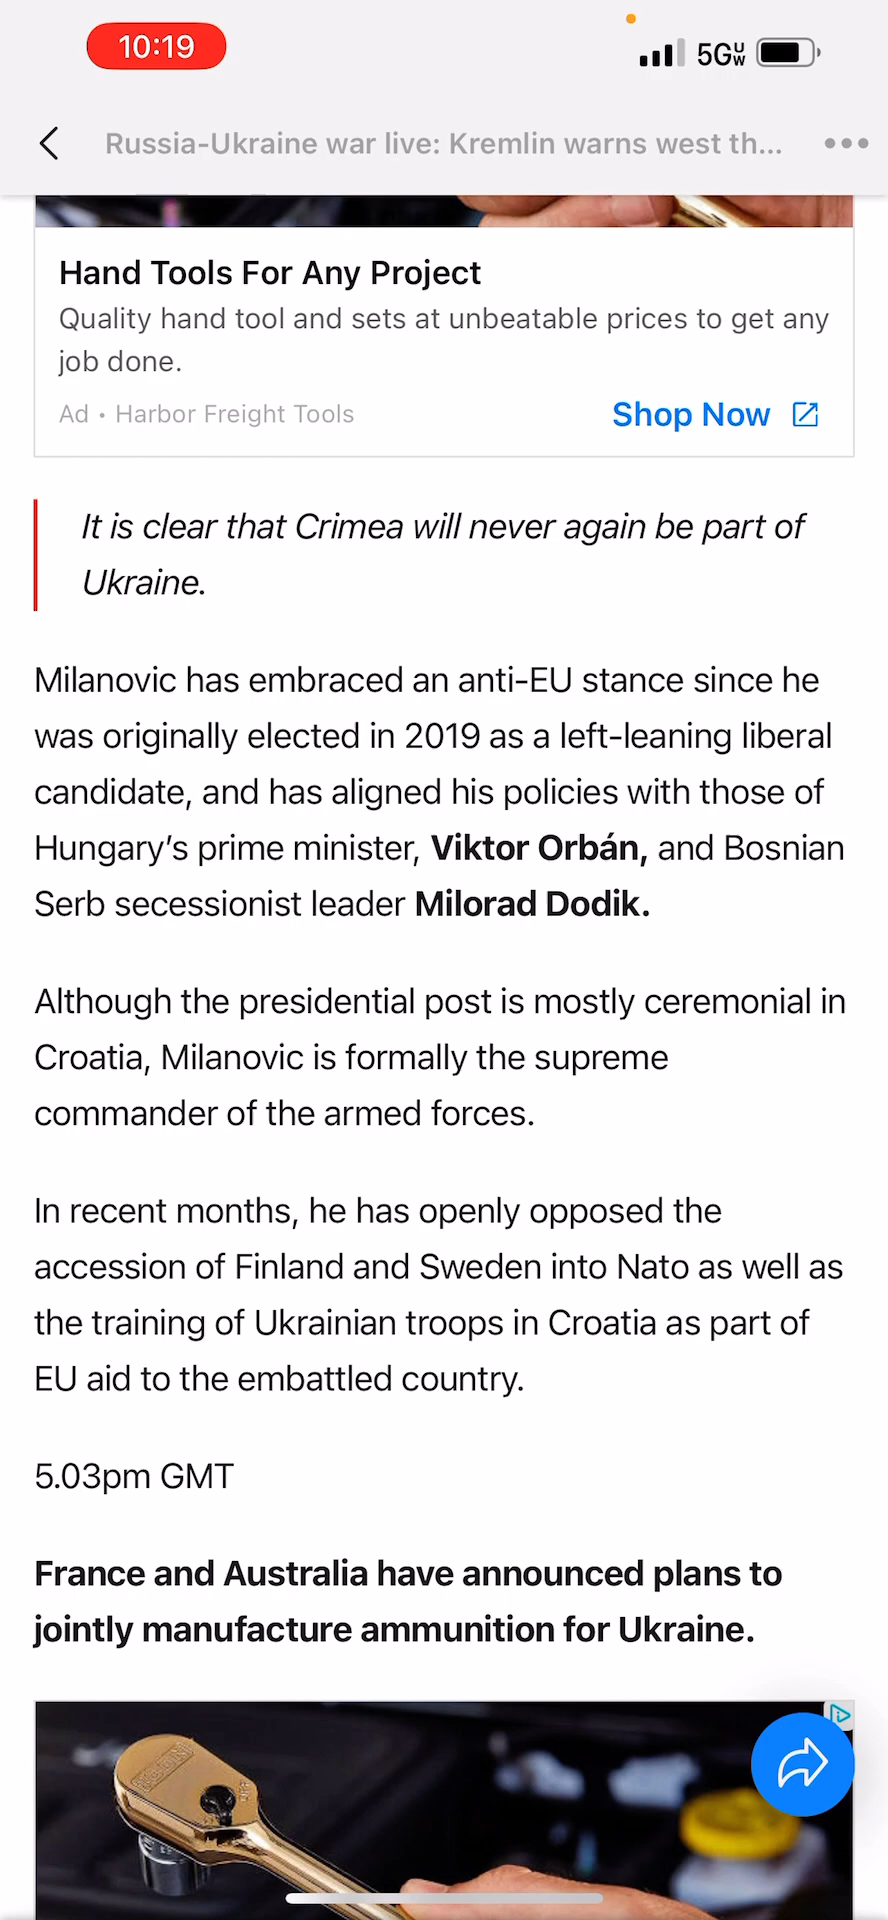 10:19
5G UW
Russia-Ukraine war live: Kremlin warns west th...
Hand Tools For Any Project
Quality hand tool and sets at unbeatable prices to get any
job done.
Ad • Harbor Freight Tools
Shop Now
It is clear that Crimea will never again be part of
Ukraine.
Milanovic has embraced an anti-EU stance since he
was originally elected in 2019 as a left-leaning liberal
candidate, and has aligned his policies with those of
Hungary’s prime minister, Viktor Orbán, and Bosnian
Serb secessionist leader Milorad Dodik.
Although the presidential post is mostly ceremonial in
Croatia, Milanovic is formally the supreme
commander of the armed forces.
In recent months, he has openly opposed the
accession of Finland and Sweden into Nato as well as
the training of Ukrainian troops in Croatia as part of
EU aid to the embattled country.
5.03pm GMT
France and Australia have announced plans to
jointly manufacture ammunition for Ukraine.